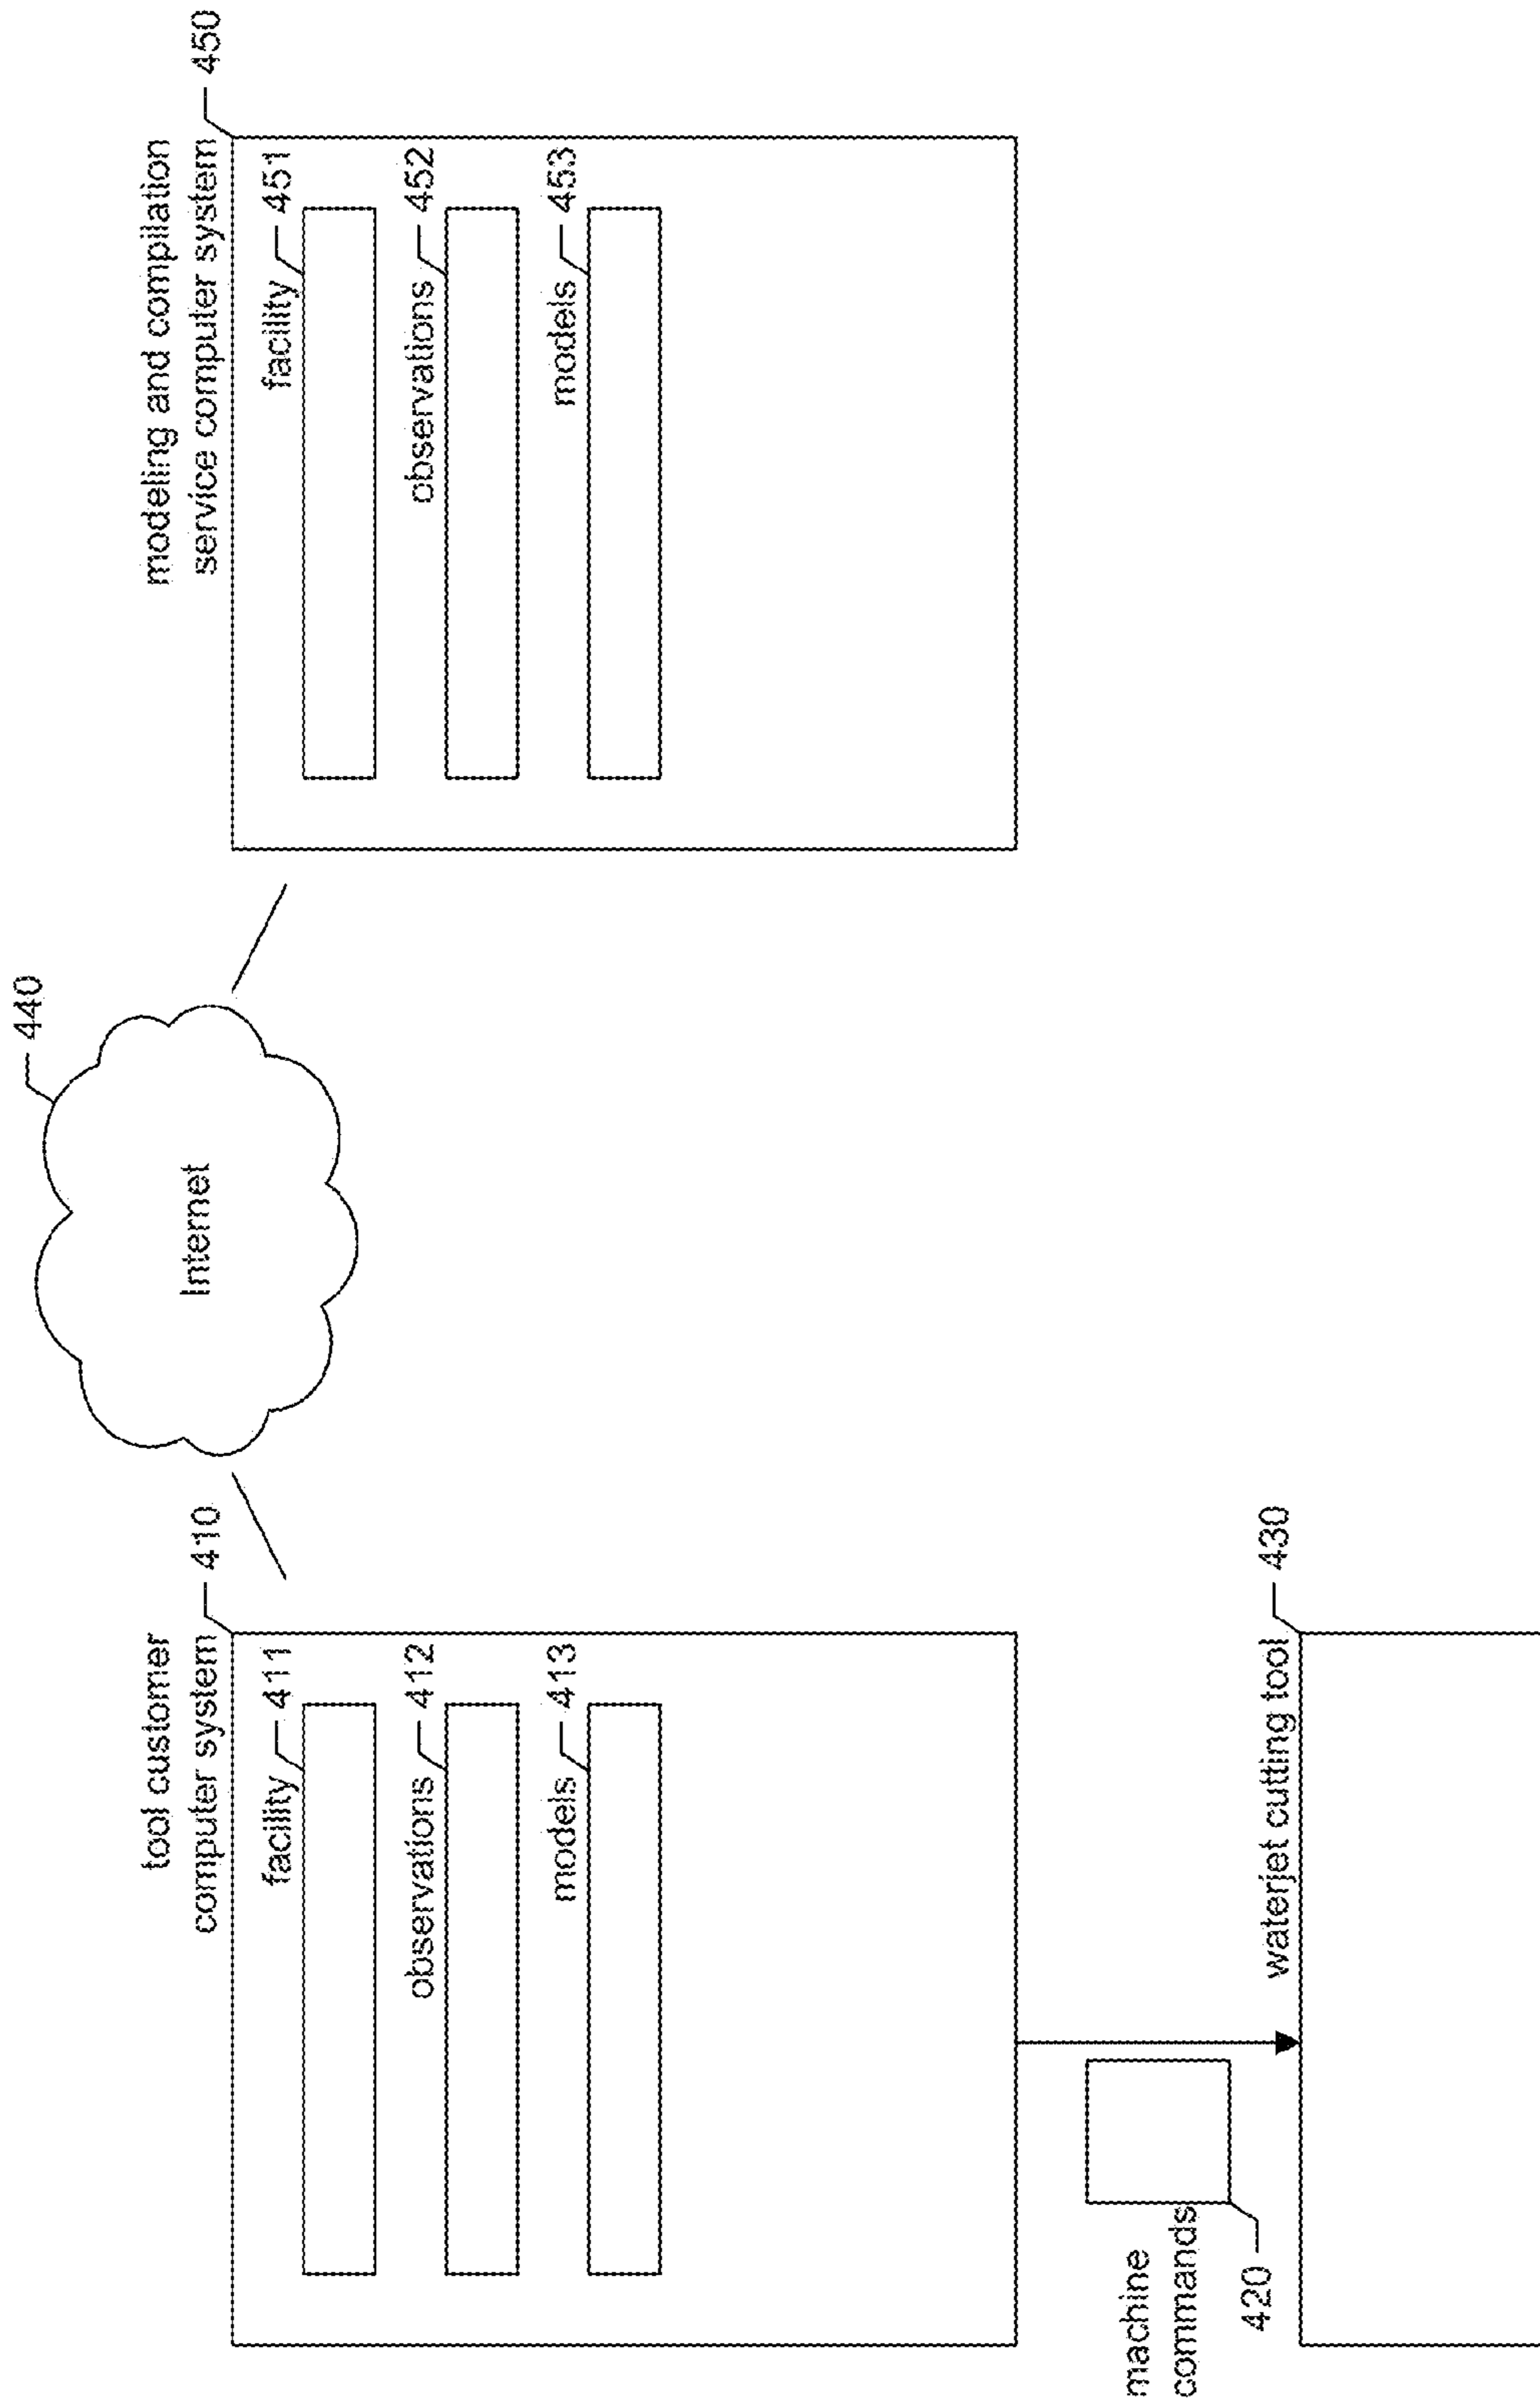 440
Internet
tool customer
computer system
410
facility
411
observations
412
models
413
modeling and compilation
service computer system
450
facility
451
observations
452
models
453
machine
commands
420
waterjet cutting tool
430